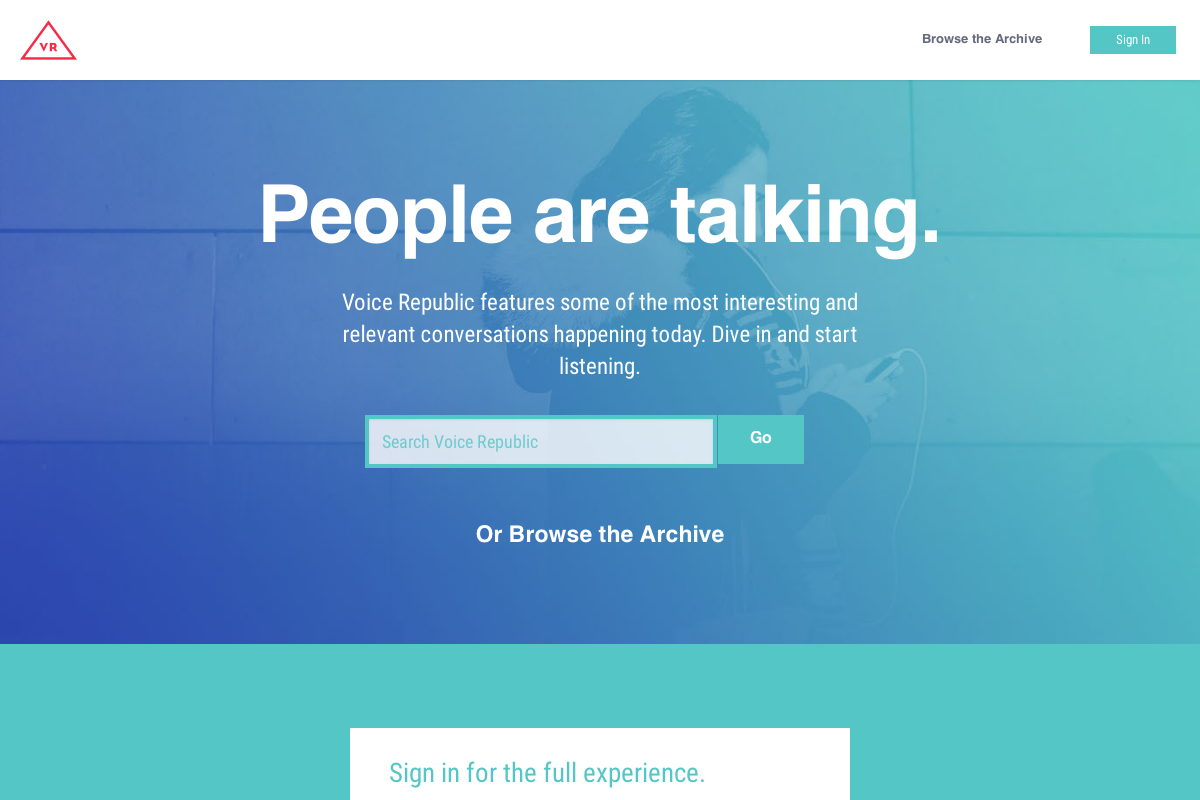 VR
Browse the Archive
Sign In
People are talking.
Voice Republic features some of the most interesting and
relevant conversations happening today. Dive in and start
listening.
Search Voice Republic
Go
Or Browse the Archive
Sign in for the full experience.